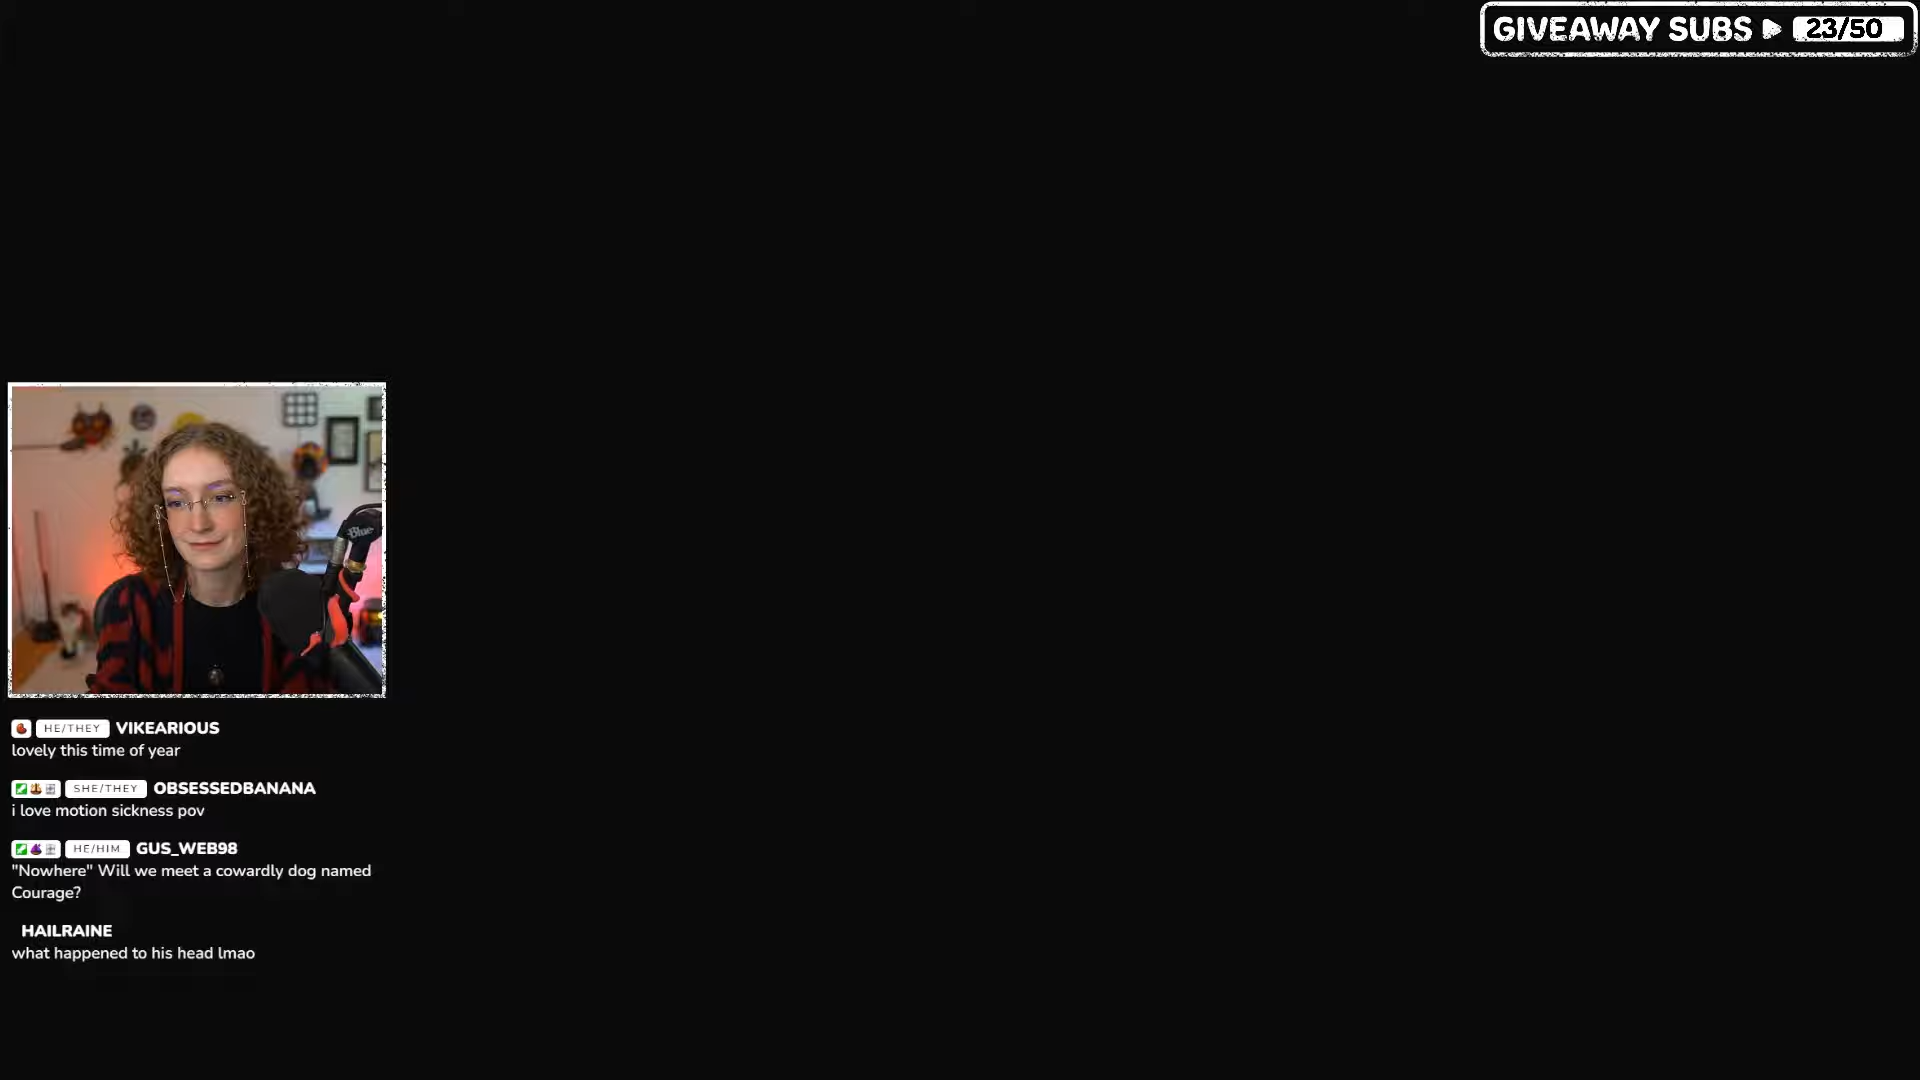 GIVEAWAY SUBS 23/50
Blue
HE/THEY VIKEARIOUS
lovely this time of year
SHE/THEY OBSESSEDBANANA
i love motion sickness pov
HE/HIM GUS_WEB98
"Nowhere" Will we meet a cowardly dog named
Courage?
HAILRAINE
what happened to his head lmao